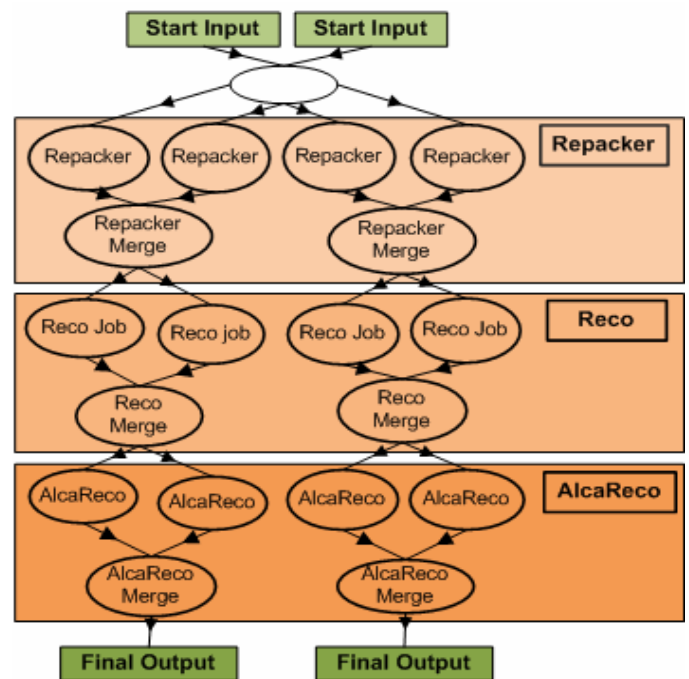 Start Input
Start Input
Repacker
Repacker
Repacker
Repacker
Repacker
Repacker
Merge
Repacker
Merge
Reco
Reco Job
Reco job
Reco Job
Reco Job
Reco
Merge
Reco
Merge
AlcaReco
AlcaReco
AlcaReco
AlcaReco
AlcaReco
AlcaReco
Merge
AlcaReco
Merge
Final Output
Final Output